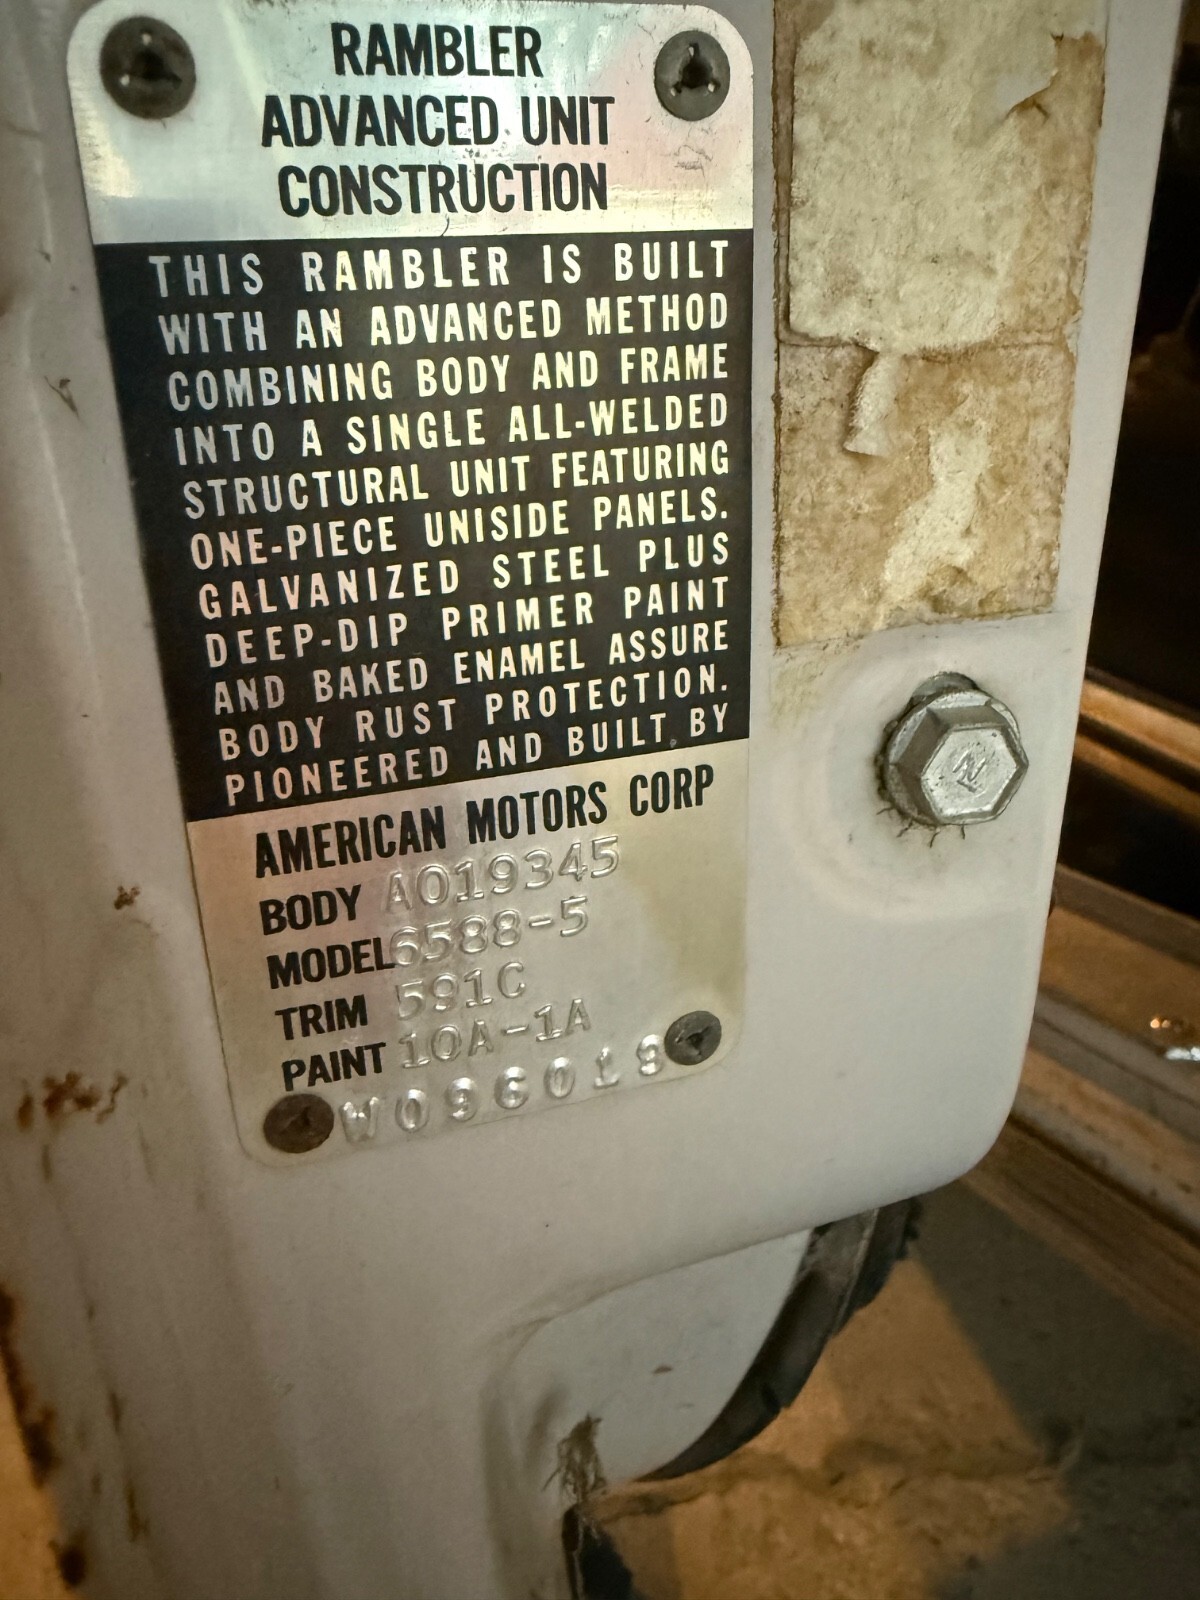 RAMBLER
ADVANCED UNIT
CONSTRUCTION
THIS RAMBLER IS BUILT
WITH AN ADVANCED METHOD
COMBINING BODY AND FRAME
INTO A SINGLE ALL-WELDED
STRUCTURAL UNIT FEATURING
ONE-PIECE UNISIDE PANELS.
GALVANIZED STEEL PLUS
DEEP-DIP PRIMER PAINT
AND BAKED ENAMEL ASSURE
BODY RUST PROTECTION.
PIONEERED AND BUILT BY
AMERICAN MOTORS CORP
BODY A019345
MODEL 6588-5
TRIM 591C
PAINT 10A-1A
W096019